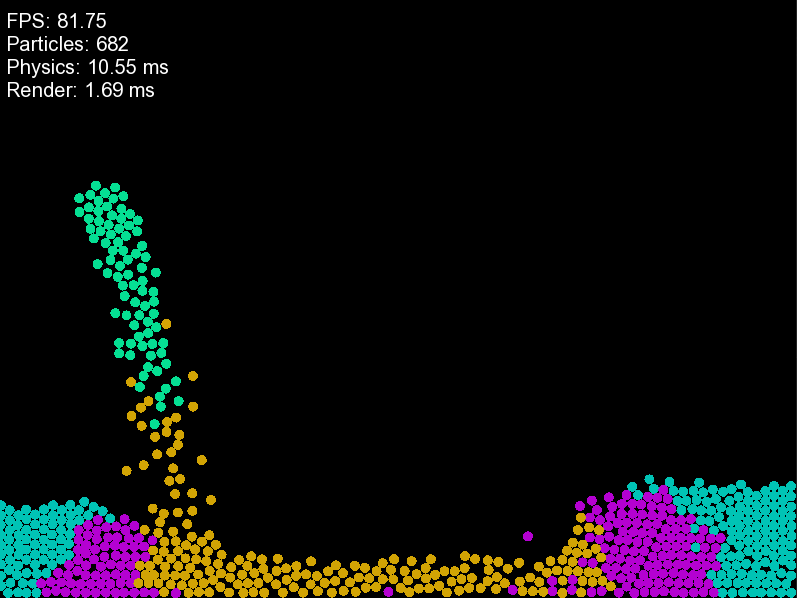 FPS: 81.75
Particles: 682
Physics: 10.55 ms
Render: 1.69 ms